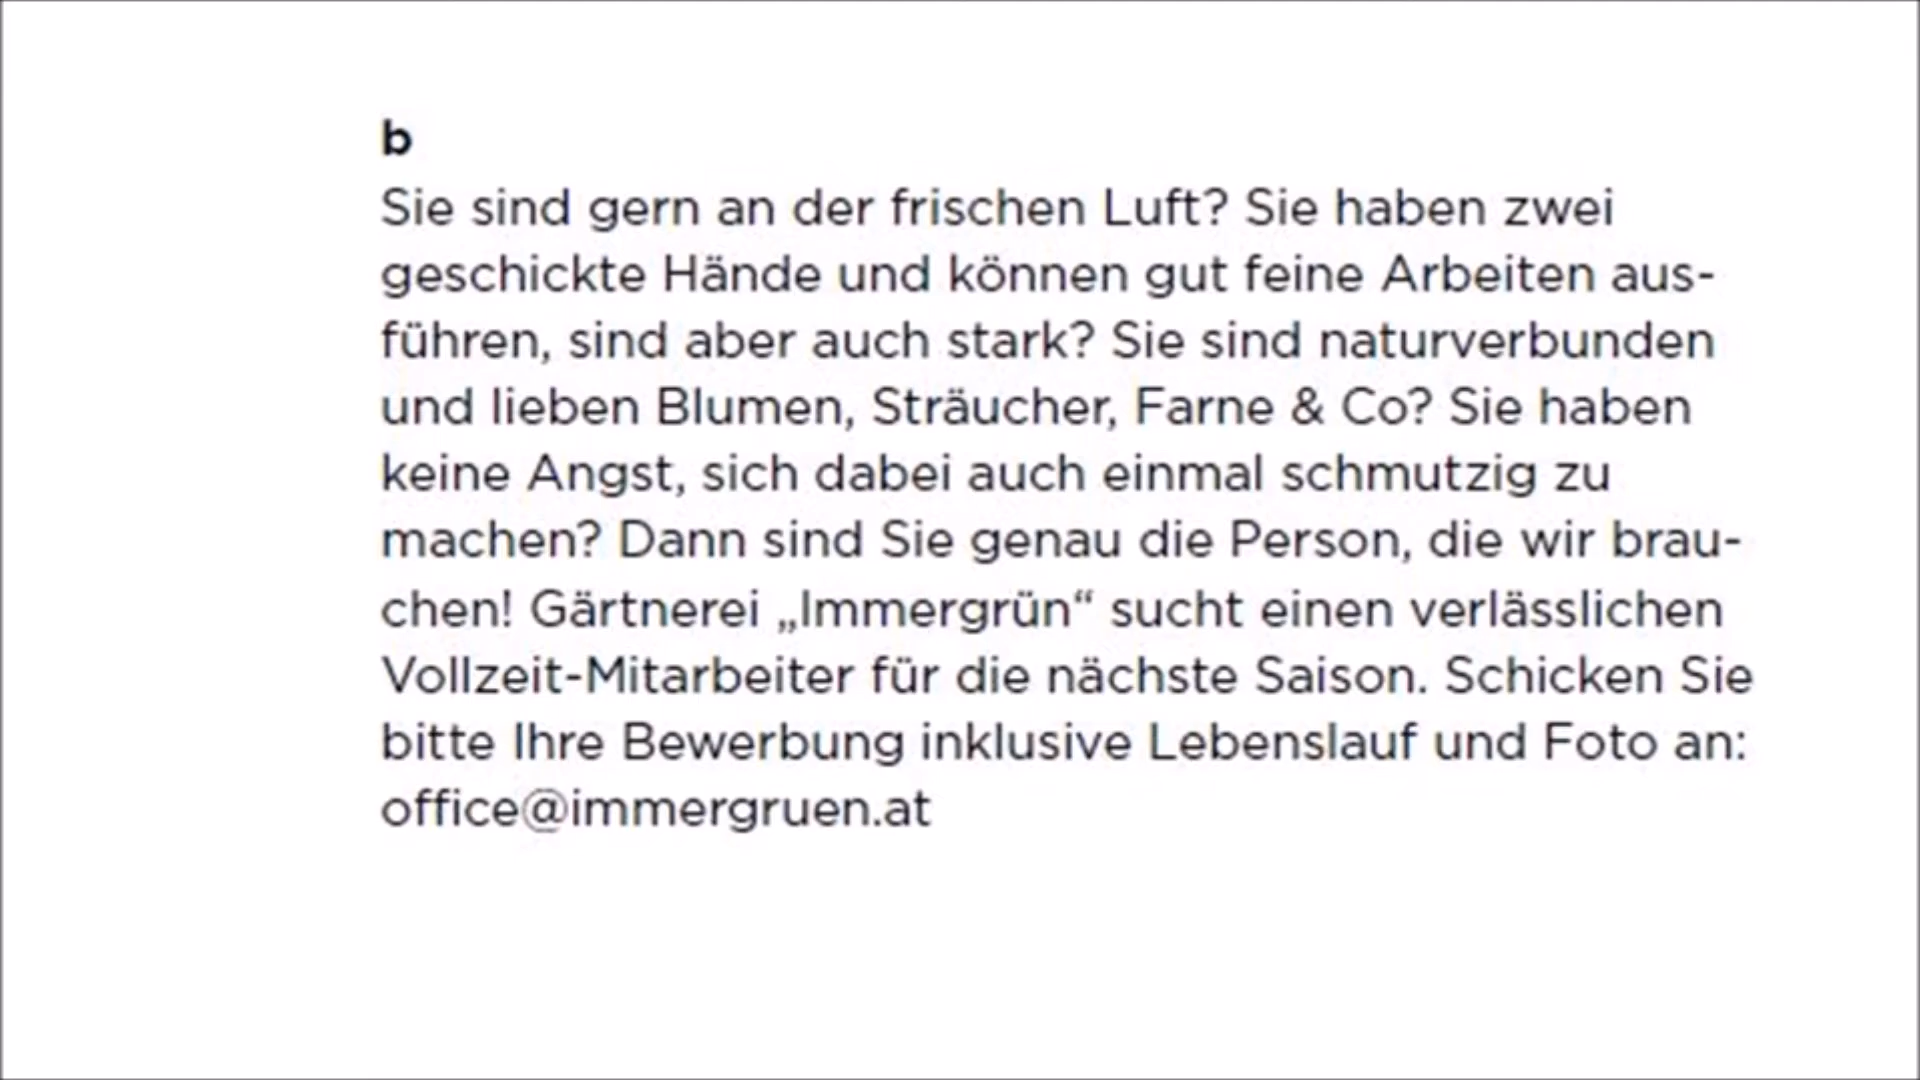 b
Sie sind gern an der frischen Luft? Sie haben zwei
geschickte Hände und können gut feine Arbeiten aus-
führen, sind aber auch stark? Sie sind naturverbunden
und lieben Blumen, Sträucher, Farne & Co? Sie haben
keine Angst, sich dabei auch einmal schmutzig zu
machen? Dann sind Sie genau die Person, die wir brau-
chen! Gärtnerei „Immergrün“ sucht einen verlässlichen
Vollzeit-Mitarbeiter für die nächste Saison. Schicken Sie
bitte Ihre Bewerbung inklusive Lebenslauf und Foto an:
office@immergruen.at